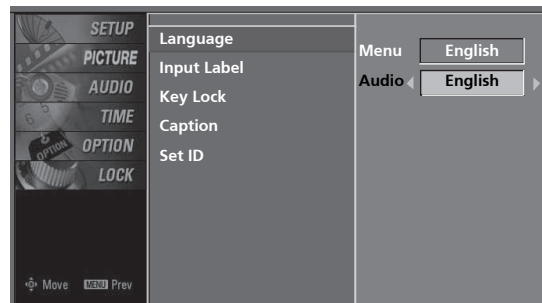 SETUP
PICTURE
AUDIO
TIME
OPTION
LOCK
Move MENU Prev
Language
Input Label
Key Lock
Caption
Set ID
Menu English
Audio English